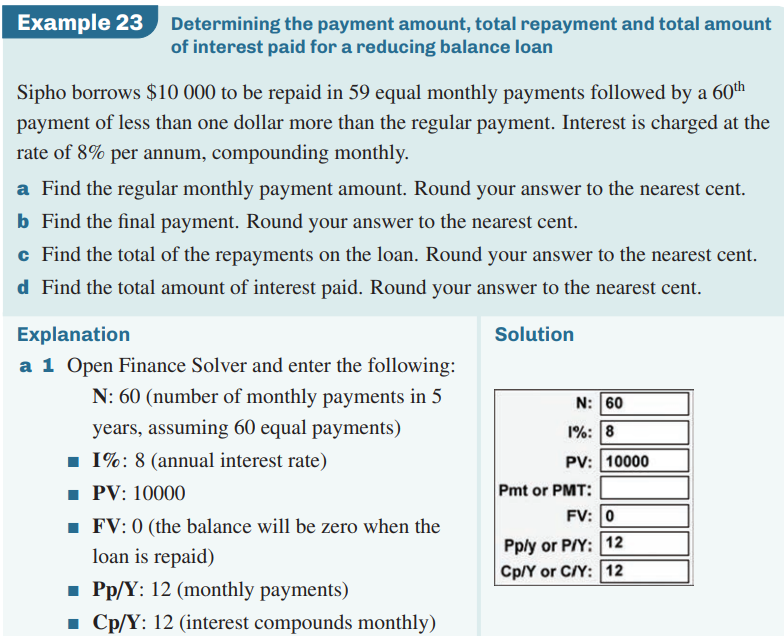 Example 23
Determining the payment amount, total repayment and total amount
of interest paid for a reducing balance loan
Sipho borrows $10 000 to be repaid in 59 equal monthly payments followed by a 60th
payment of less than one dollar more than the regular payment. Interest is charged at the
rate of 8% per annum, compounding monthly.
a Find the regular monthly payment amount. Round your answer to the nearest cent.
b Find the final payment. Round your answer to the nearest cent.
c Find the total of the repayments on the loan. Round your answer to the nearest cent.
d Find the total amount of interest paid. Round your answer to the nearest cent.
Explanation
a 1 Open Finance Solver and enter the following:
N: 60 (number of monthly payments in 5
years, assuming 60 equal payments)
■ I%: 8 (annual interest rate)
■ PV: 10000
■ FV: 0 (the balance will be zero when the
loan is repaid)
■ Pp/Y: 12 (monthly payments)
■ Cp/Y: 12 (interest compounds monthly)
Solution
N: 60
I%: 8
PV: 10000
Pmt or PMT:
FV: 0
Pp/y or P/Y: 12
Cp/Y or C/Y: 12